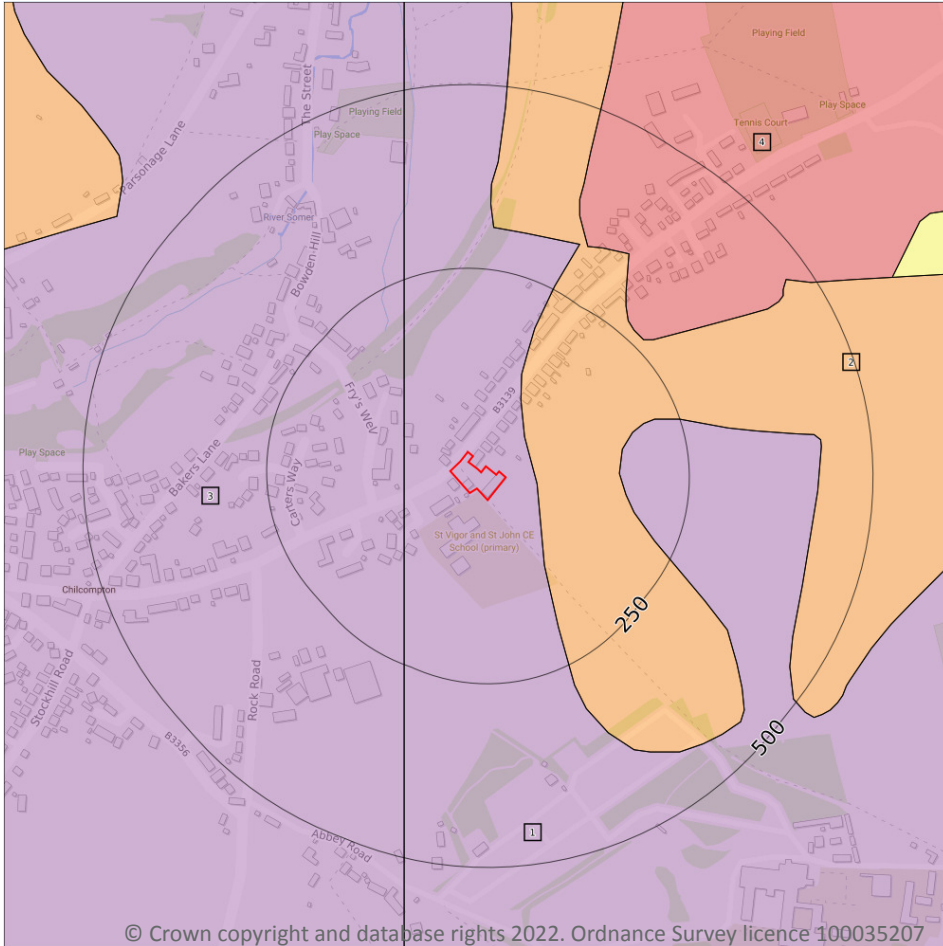 Playing Field
The Street
Playing Field
Play Space
Play Space
Tennis Court
4
Parsonage Lane
River Somer
Bowden Hill
2
Fry's Well
B3139
Play Space
Bakers Lane
3
Carters Way
St Vigor and St John CE
School (primary)
Chilcompton
250
Stockhill Road
Rock Road
B3356
500
1
Abbey Road
© Crown copyright and database rights 2022. Ordnance Survey licence 100035207